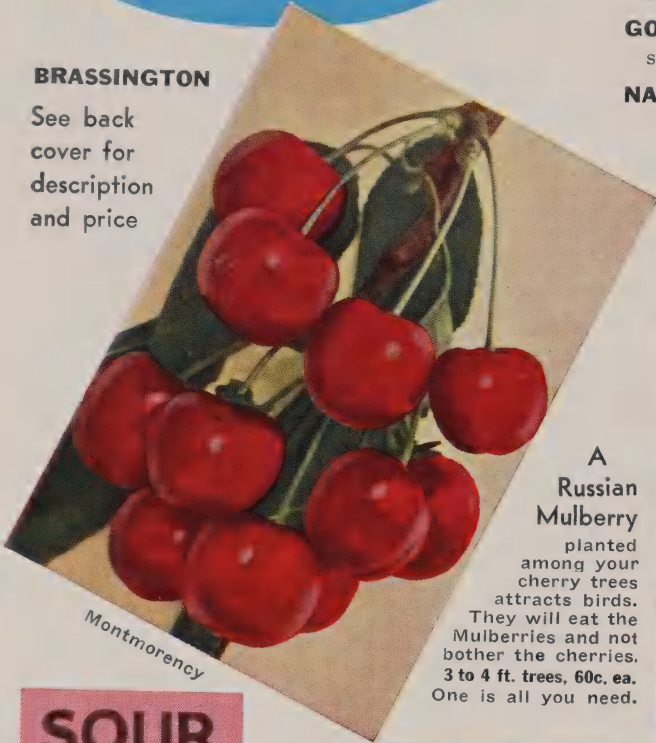 BRASSINGTON
See back
cover for
description
and price
GO
s
NA
A
Russian
Mulberry
planted
among your
cherry trees
attracts birds.
They will eat the
Mulberries and not
bother the cherries.
3 to 4 ft. trees, 60c. ea.
One is all you need.
Montmorency
SOUR